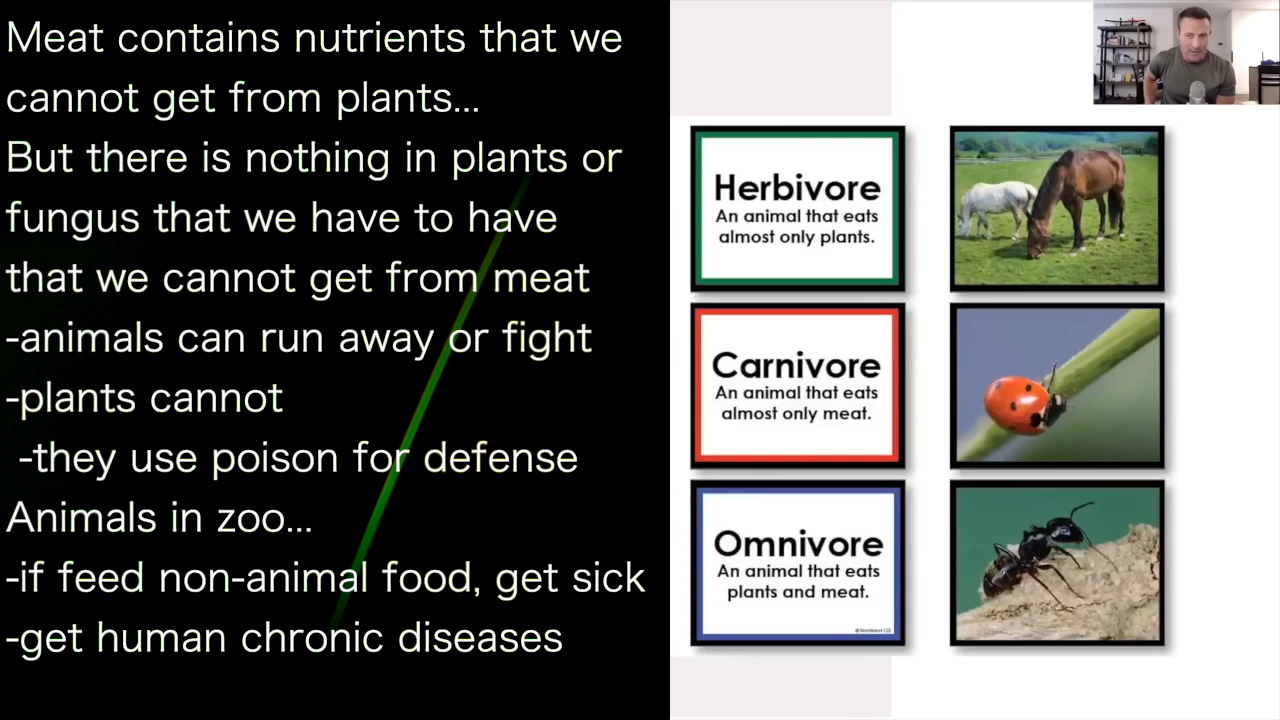 Meat contains nutrients that we
cannot get from plants...
But there is nothing in plants or
fungus that we have to have
that we cannot get from meat
-animals can run away or fight
-plants cannot
-they use poison for defense
Animals in zoo...
-if feed non-animal food, get sick
-get human chronic diseases
Herbivore
An animal that eats
almost only plants.
Carnivore
An animal that eats
almost only meat.
Omnivore
An animal that eats
plants and meat.